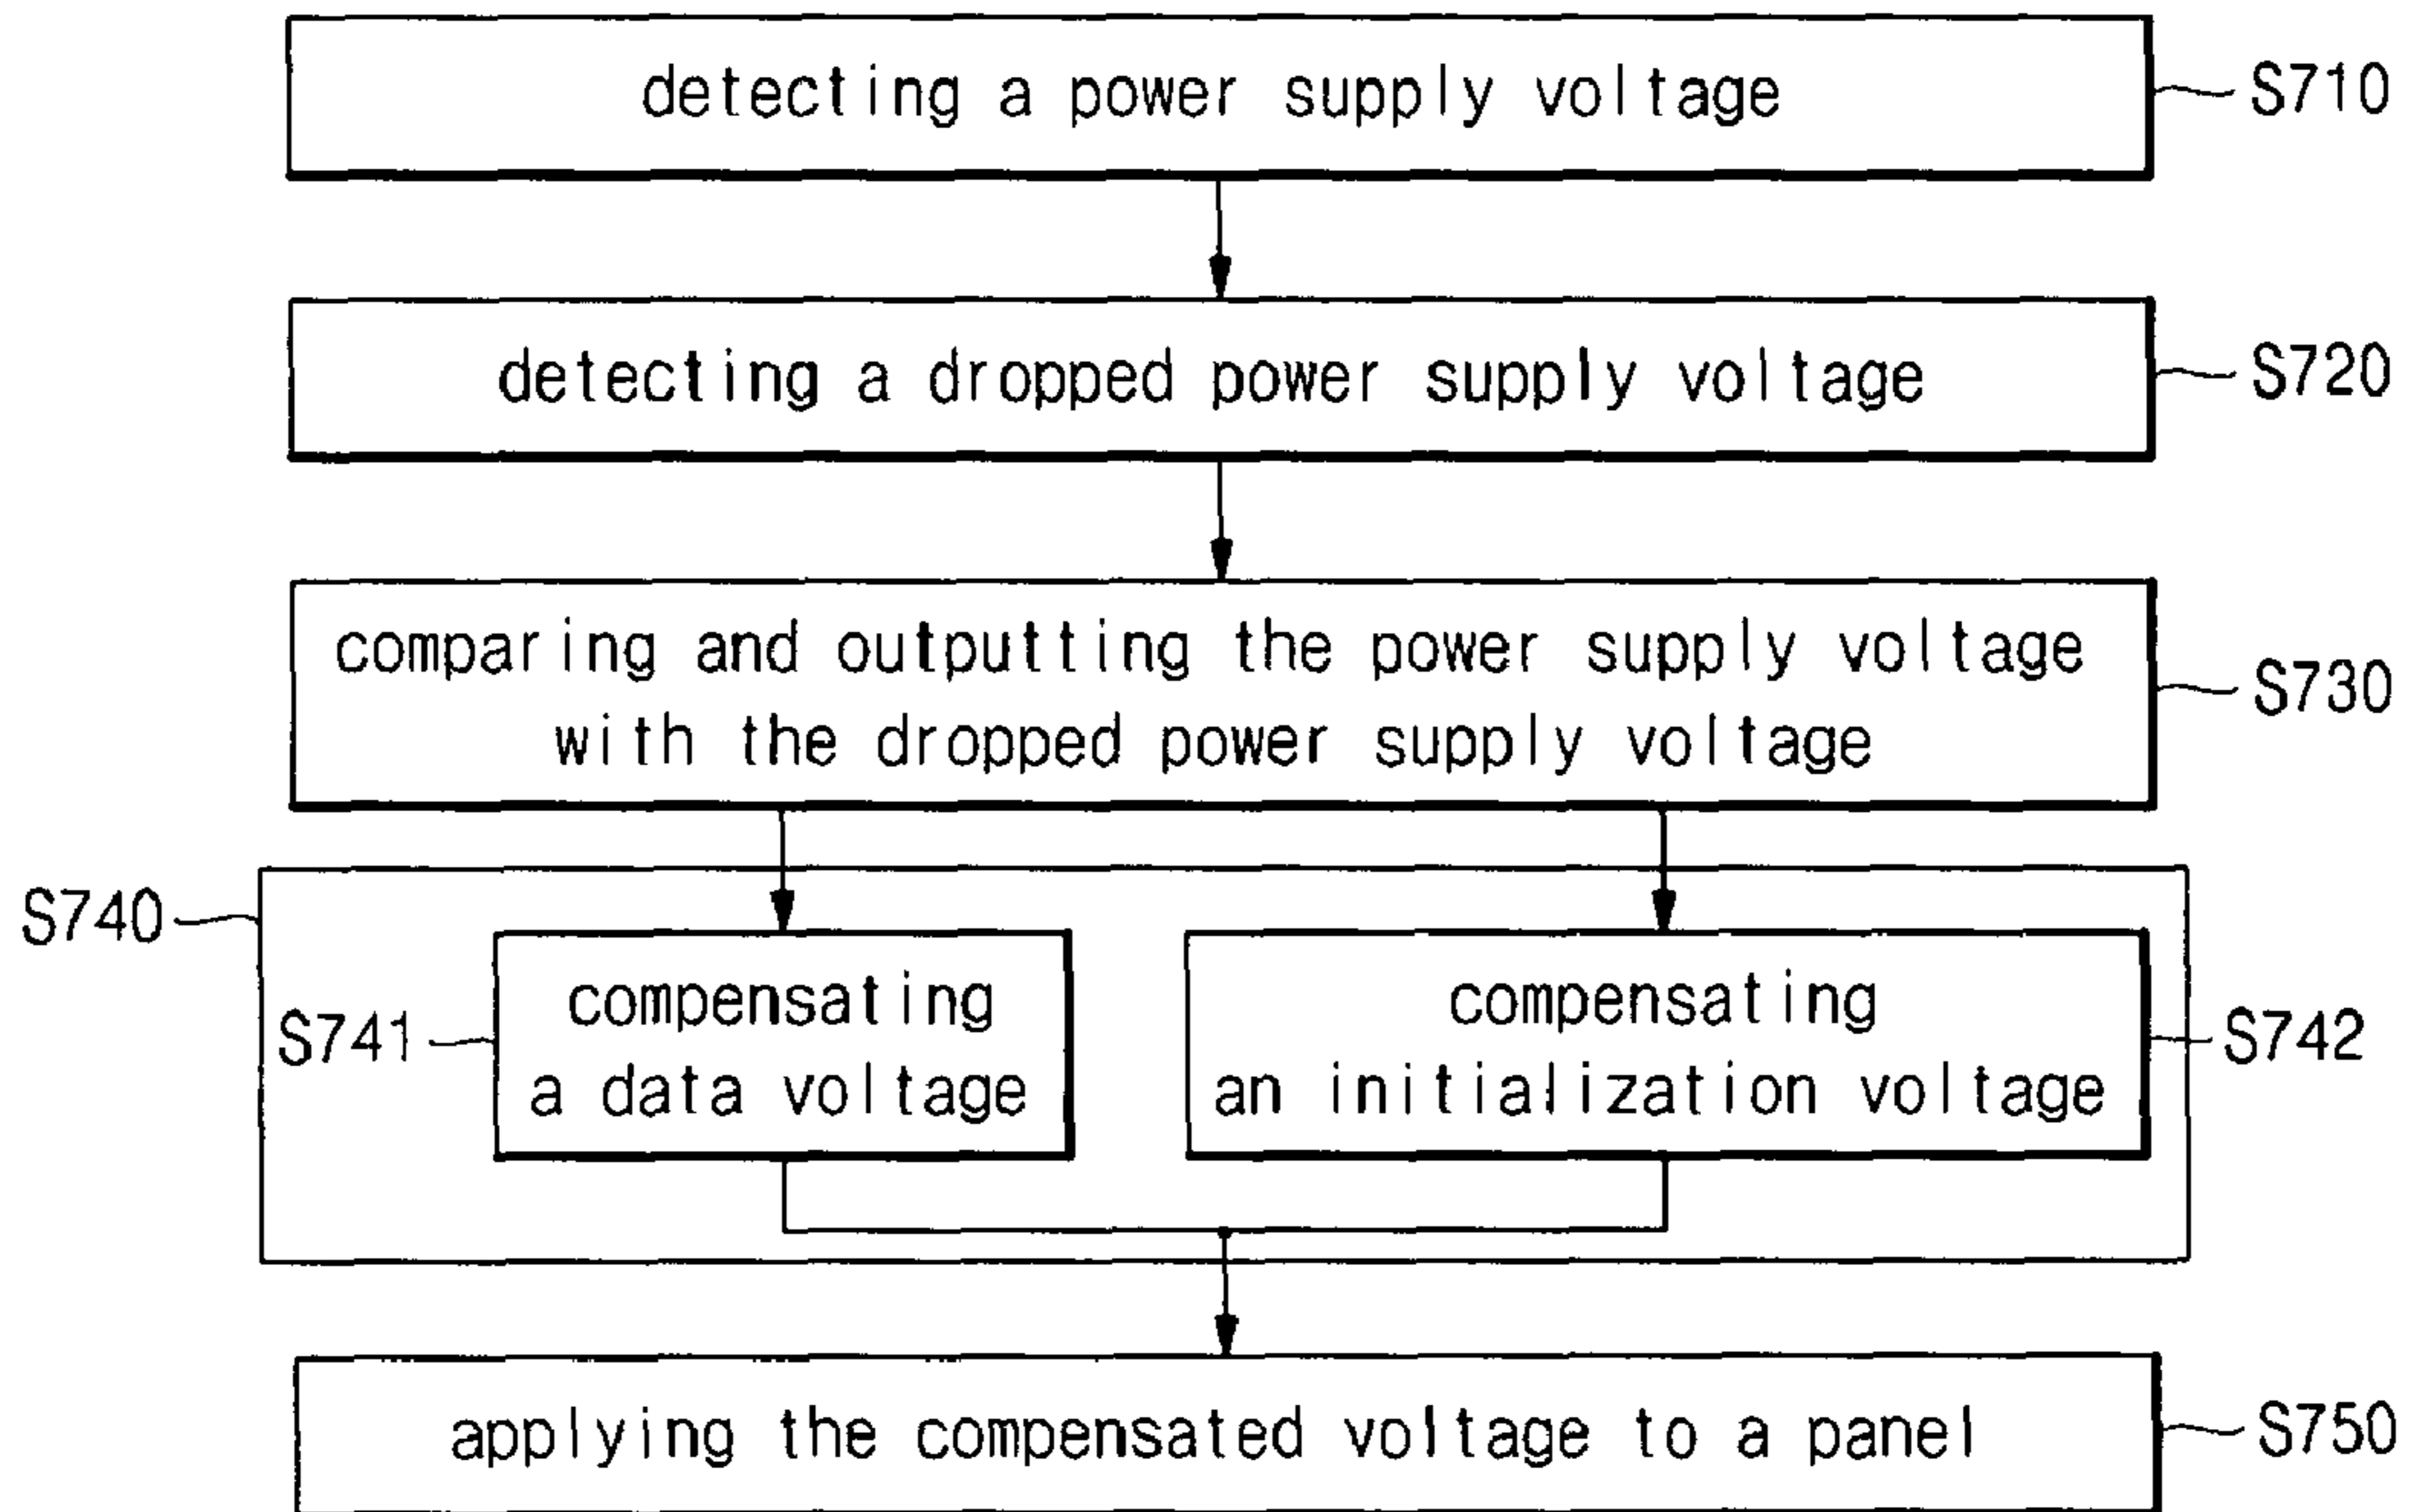 detecting a power supply voltage
S710
detecting a dropped power supply voltage
S720
comparing and outputting the power supply voltage
with the dropped power supply voltage
S730
S740
S741
compensating
a data voltage
compensating
an initialization voltage
S742
applying the compensated voltage to a panel
S750